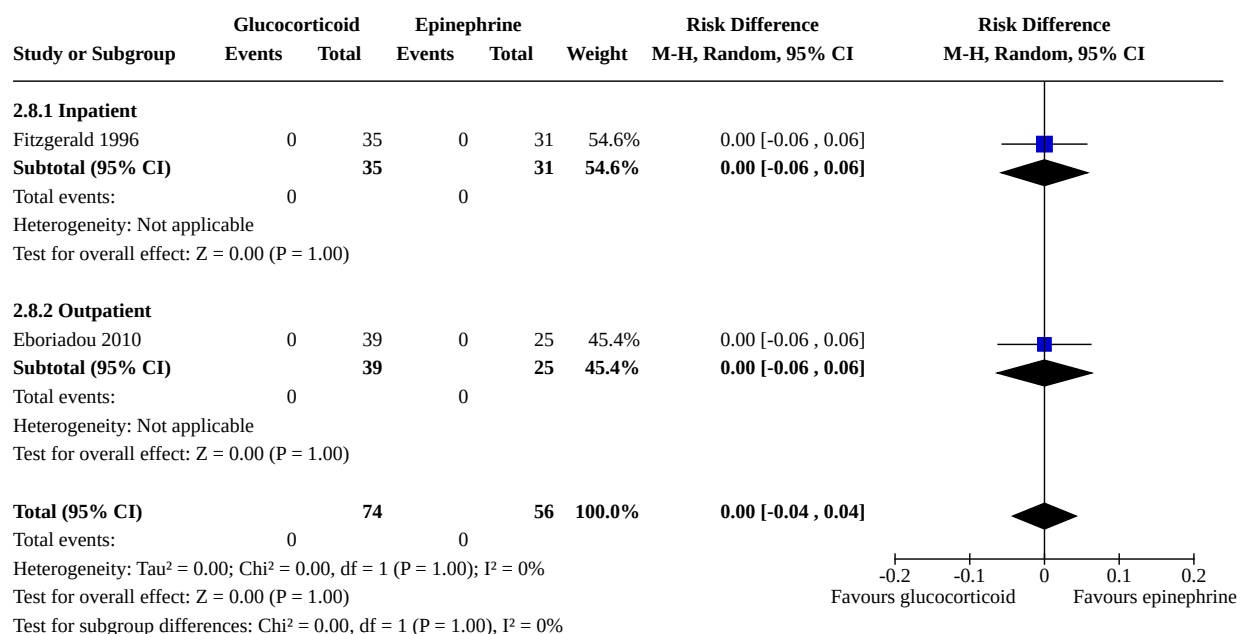 Glucocorticoid Epinephrine Risk Difference Risk Difference
Study or Subgroup Events Total Events Total Weight M-H, Random, 95% CI M-H, Random, 95% CI
2.8.1 Inpatient
Fitzgerald 1996 0 35 0 31 54.6% 0.00 [-0.06 , 0.06]
Subtotal (95% CI) 35 31 54.6% 0.00 [-0.06 , 0.06]
Total events: 0 0
Heterogeneity: Not applicable
Test for overall effect: Z = 0.00 (P = 1.00)
2.8.2 Outpatient
Eboriadou 2010 0 39 0 25 45.4% 0.00 [-0.06 , 0.06]
Subtotal (95% CI) 39 25 45.4% 0.00 [-0.06 , 0.06]
Total events: 0 0
Heterogeneity: Not applicable
Test for overall effect: Z = 0.00 (P = 1.00)
Total (95% CI) 74 56 100.0% 0.00 [-0.04 , 0.04]
Total events: 0 0
Heterogeneity: Tau² = 0.00; Chi² = 0.00, df = 1 (P = 1.00); I² = 0%
-0.2 -0.1 0 0.1 0.2
Test for overall effect: Z = 0.00 (P = 1.00)
Favours glucocorticoid Favours epinephrine
Test for subgroup differences: Chi² = 0.00, df = 1 (P = 1.00), I² = 0%